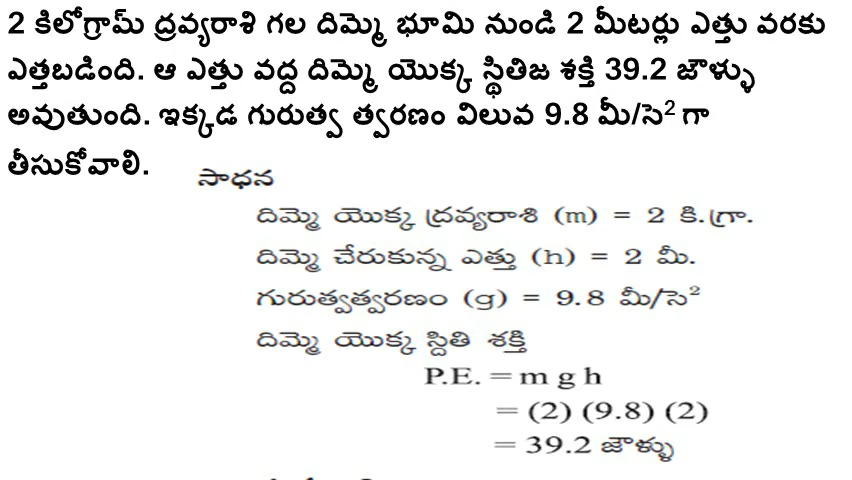 2 కిలోగ్రామ్ ద్రవ్యరాశి గల దిమ్మె భూమి నుండి 2 మీటర్లు ఎత్తు వరకు
ఎత్తబడింది. ఆ ఎత్తు వద్ద దిమ్మె యొక్క స్థితిజ శక్తి 39.2 జౌళ్ళు
అవుతుంది. ఇక్కడ గురుత్వ త్వరణం విలువ 9.8 మీ/సె² గా
తీసుకోవాలి.
సాధన
దిమ్మె యొక్క ద్రవ్యరాశి (m) = 2 కి.గ్రా.
దిమ్మె చేరుకున్న ఎత్తు (h) = 2 మీ.
గురుత్వత్వరణం (g) = 9.8 మీ/సె²
దిమ్మె యొక్క స్దితి శక్తి
P.E. = m g h
= (2) (9.8) (2)
= 39.2 జౌళ్ళు